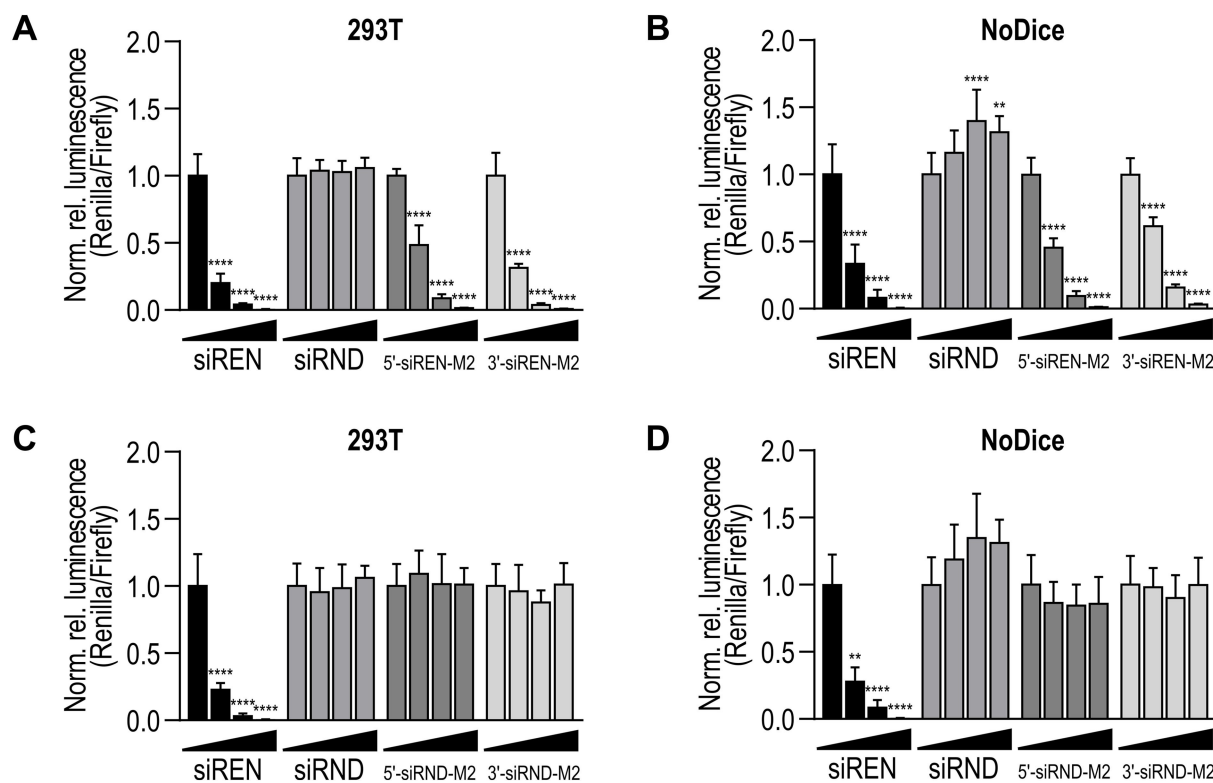 A
293T
Norm. rel. luminescence
(Renilla/Firefly)
2.0
1.5
1.0
0.5
0.0
****
****
****
****
****
****
****
****
****
siREN
siRND
5'-siREN-M2
3'-siREN-M2
B
NoDice
Norm. rel. luminescence
(Renilla/Firefly)
2.0
1.5
1.0
0.5
0.0
****
****
****
****
**
****
****
****
****
****
****
siREN
siRND
5'-siREN-M2
3'-siREN-M2
C
293T
Norm. rel. luminescence
(Renilla/Firefly)
2.0
1.5
1.0
0.5
0.0
****
****
****
siREN
siRND
5'-siRND-M2
3'-siRND-M2
D
NoDice
Norm. rel. luminescence
(Renilla/Firefly)
2.0
1.5
1.0
0.5
0.0
**
****
****
siREN
siRND
5'-siRND-M2
3'-siRND-M2